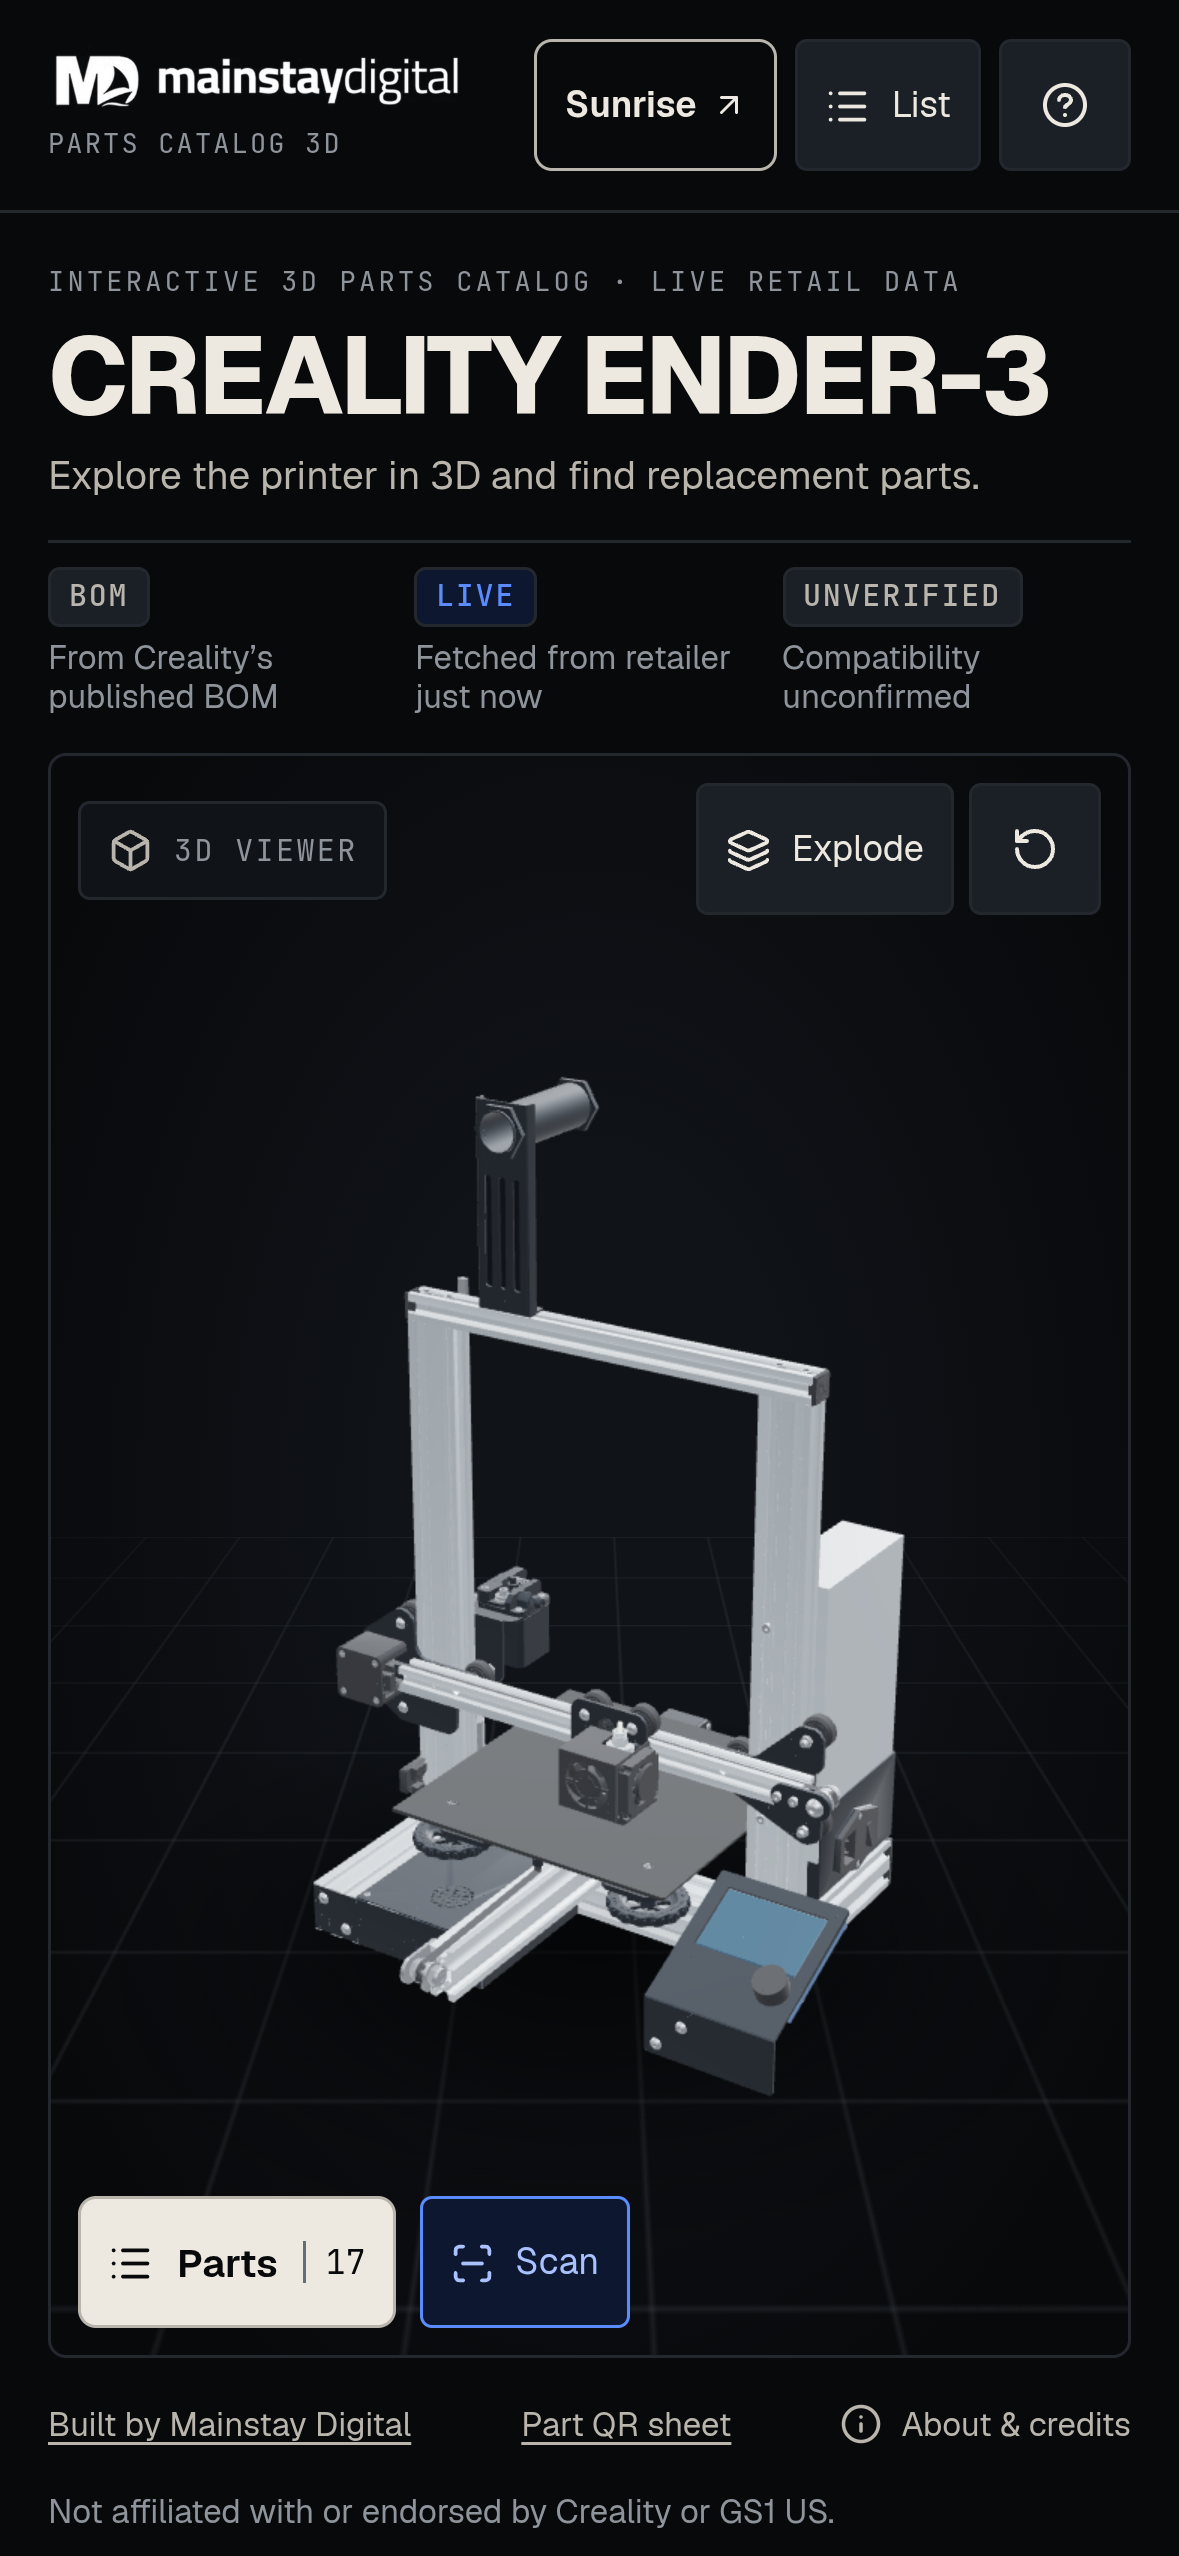 MD mainstaydigital
PARTS CATALOG 3D
Sunrise
List
INTERACTIVE 3D PARTS CATALOG · LIVE RETAIL DATA
CREALITY ENDER-3
Explore the printer in 3D and find replacement parts.
BOM
From Creality’s
published BOM
LIVE
Fetched from retailer
just now
UNVERIFIED
Compatibility
unconfirmed
3D VIEWER
Explode
Parts | 17
Scan
Built by Mainstay Digital
Part QR sheet
About & credits
Not affiliated with or endorsed by Creality or GS1 US.